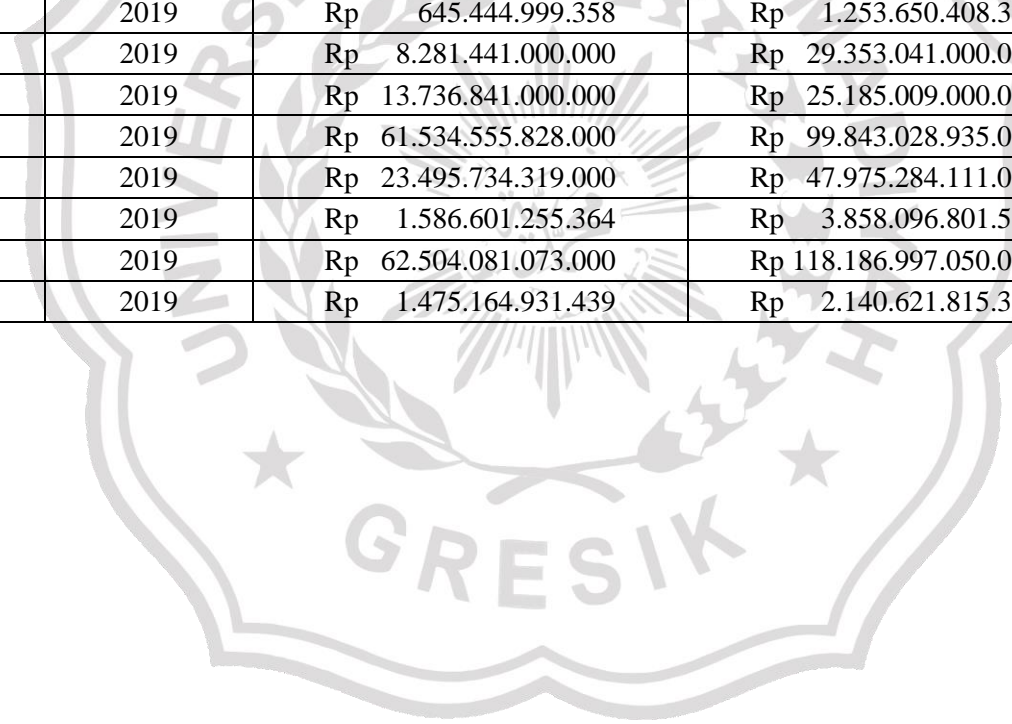 2019 Rp 645.444.999.358 Rp 1.253.650.408.3
2019 Rp 8.281.441.000.000 Rp 29.353.041.000.0
2019 Rp 13.736.841.000.000 Rp 25.185.009.000.0
2019 Rp 61.534.555.828.000 Rp 99.843.028.935.0
2019 Rp 23.495.734.319.000 Rp 47.975.284.111.0
2019 Rp 1.586.601.255.364 Rp 3.858.096.801.5
2019 Rp 62.504.081.073.000 Rp 118.186.997.050.0
2019 Rp 1.475.164.931.439 Rp 2.140.621.815.3
GRESIK